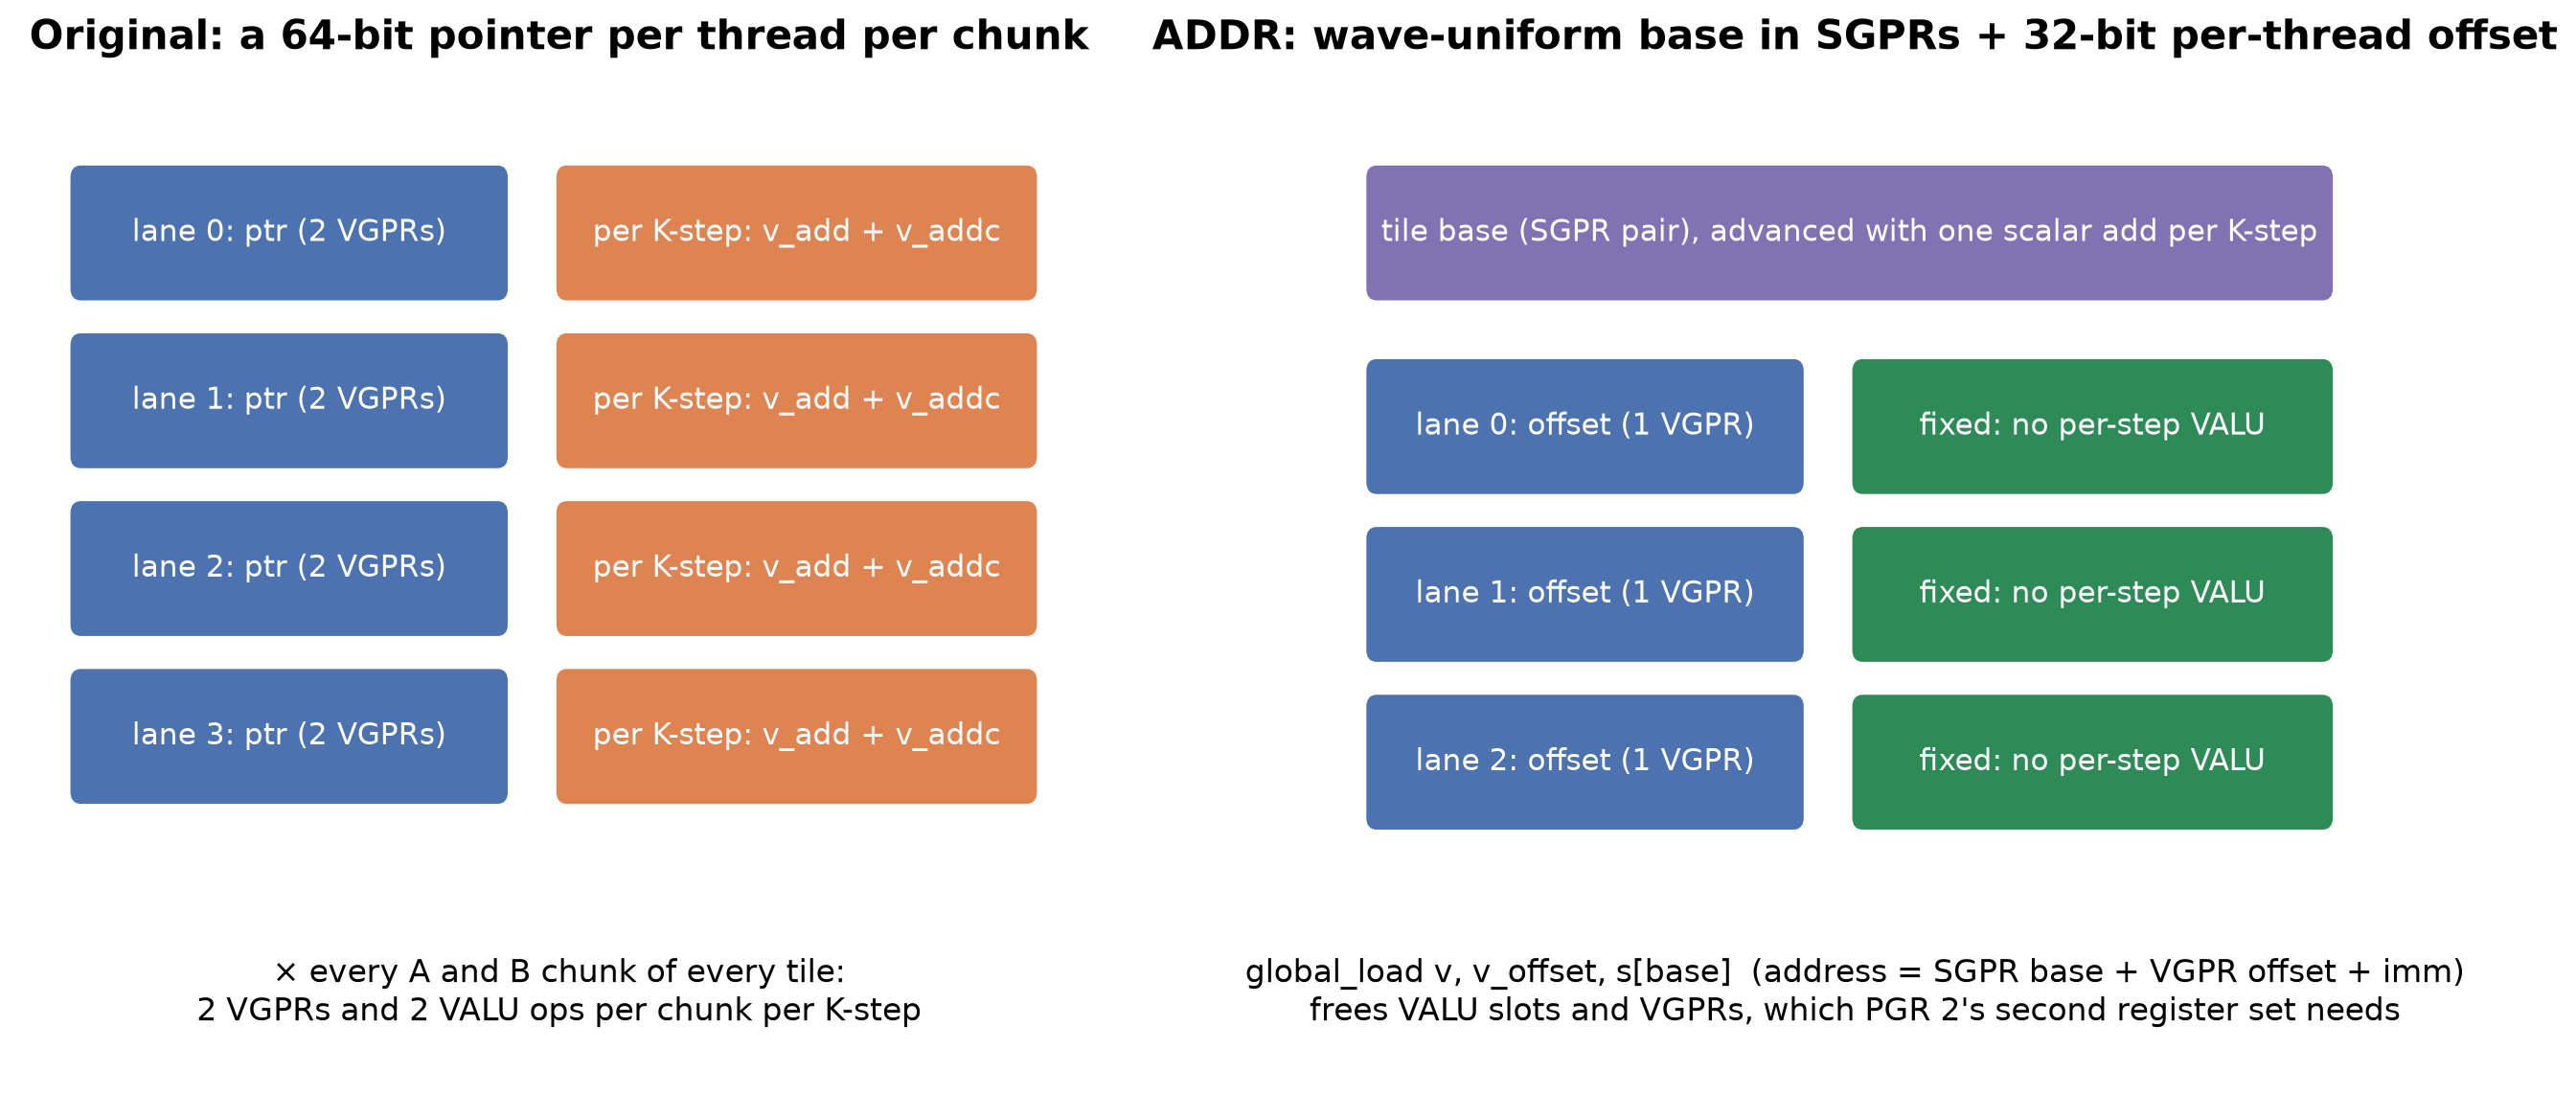 Original: a 64-bit pointer per thread per chunk
lane 0: ptr (2 VGPRs)
per K-step: v_add + v_addc
lane 1: ptr (2 VGPRs)
per K-step: v_add + v_addc
lane 2: ptr (2 VGPRs)
per K-step: v_add + v_addc
lane 3: ptr (2 VGPRs)
per K-step: v_add + v_addc
× every A and B chunk of every tile:
2 VGPRs and 2 VALU ops per chunk per K-step
ADDR: wave-uniform base in SGPRs + 32-bit per-thread offset
tile base (SGPR pair), advanced with one scalar add per K-step
lane 0: offset (1 VGPR)
fixed: no per-step VALU
lane 1: offset (1 VGPR)
fixed: no per-step VALU
lane 2: offset (1 VGPR)
fixed: no per-step VALU
global_load v, v_offset, s[base]  (address = SGPR base + VGPR offset + imm)
frees VALU slots and VGPRs, which PGR 2's second register set needs